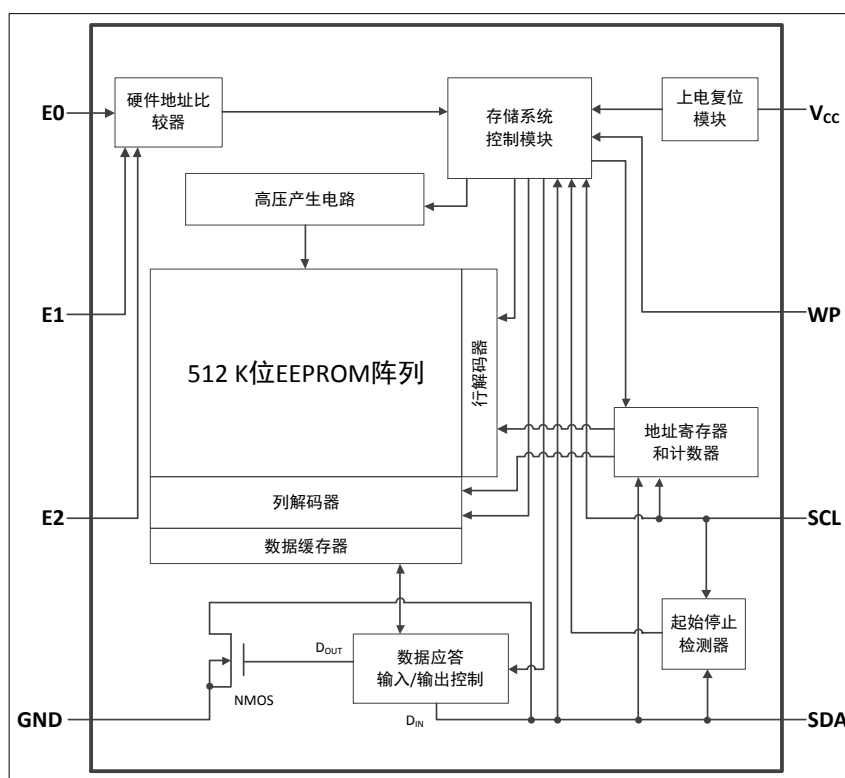 E0
硬件地址比
较器
存储系统
控制模块
上电复位
模块
VCC
高压产生电路
E1
WP
512 K位EEPROM阵列
行解码器
地址寄存器
和计数器
列解码器
E2
SCL
数据缓存器
起始停止
检测器
DOUT
数据应答
输入/输出控制
NMOS
GND
DIN
SDA